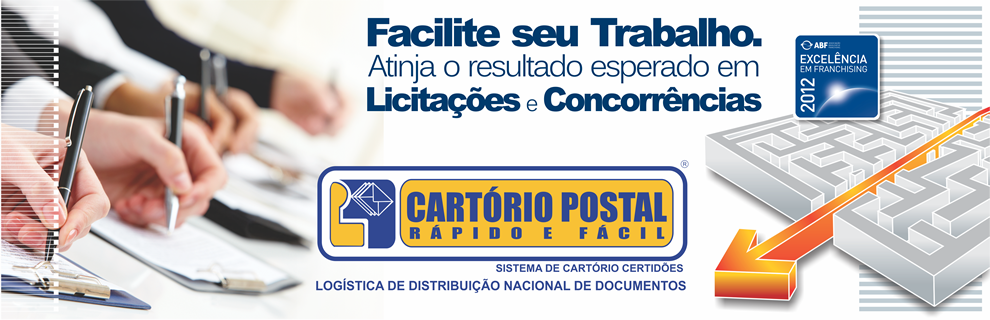 Facilite seu Trabalho.
Atinja o resultado esperado em
Licitações e Concorrências
ABF
EXCELÊNCIA
EM FRANCHISING
2012
®
CARTÓRIO POSTAL
RÁPIDO E FÁCIL
SISTEMA DE CARTÓRIO CERTIDÕES
LOGÍSTICA DE DISTRIBUIÇÃO NACIONAL DE DOCUMENTOS